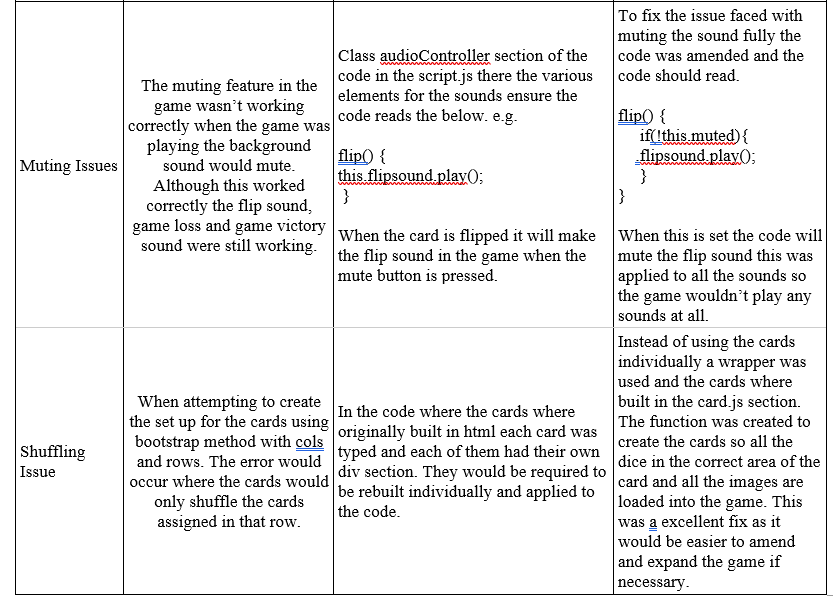 Muting Issues
The muting feature in the
game wasn't working
correctly when the game was
playing the background
sound would mute.
Although this worked
correctly the flip sound,
game loss and game victory
sound were still working.
Class audioController section of the
code in the script.js there the various
elements for the sounds ensure the
code reads the below. e.g.
flip() {
this.flipsound.play();
}
When the card is flipped it will make
the flip sound in the game when the
mute button is pressed.
To fix the issue faced with
muting the sound fully the
code was amended and the
code should read.
flip() {
if(!this.muted){
.flipsound.play();
}
}
When this is set the code will
mute the flip sound this was
applied to all the sounds so
the game wouldn't play any
sounds at all.
Shuffling
Issue
When attempting to create
the set up for the cards using
bootstrap method with cols
and rows. The error would
occur where the cards would
only shuffle the cards
assigned in that row.
In the code where the cards where
originally built in html each card was
typed and each of them had their own
div section. They would be required to
be rebuilt individually and applied to
the code.
Instead of using the cards
individually a wrapper was
used and the cards where
built in the card.js section.
The function was created to
create the cards so all the
dice in the correct area of the
card and all the images are
loaded into the game. This
was a excellent fix as it
would be easier to amend
and expand the game if
necessary.